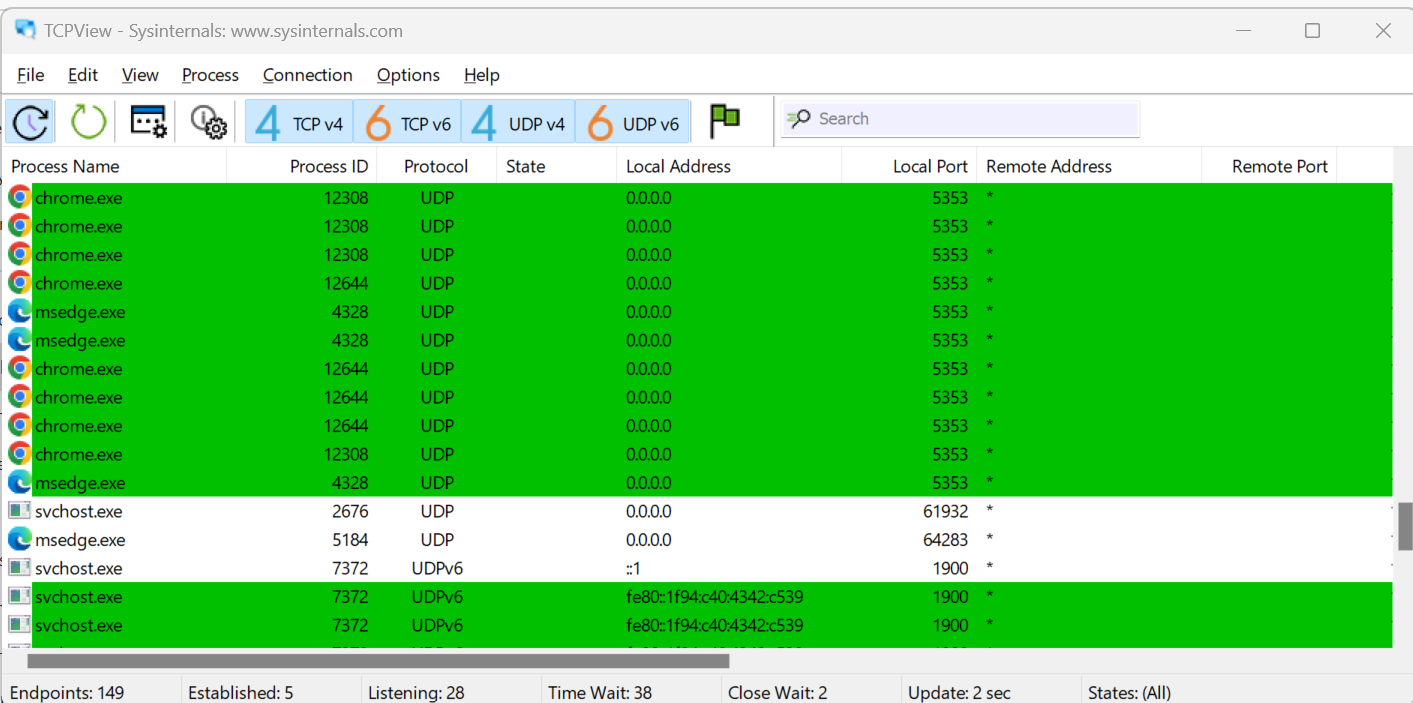 TCPView - Sysinternals: www.sysinternals.com
File Edit View Process Connection Options Help
4 TCP v4 6 TCP v6 4 UDP v4 6 UDP v6 Search
Process Name Process ID Protocol State Local Address Local Port Remote Address Remote Port
chrome.exe 12308 UDP 0.0.0.0 5353 *
chrome.exe 12308 UDP 0.0.0.0 5353 *
chrome.exe 12308 UDP 0.0.0.0 5353 *
chrome.exe 12644 UDP 0.0.0.0 5353 *
msedge.exe 4328 UDP 0.0.0.0 5353 *
msedge.exe 4328 UDP 0.0.0.0 5353 *
chrome.exe 12644 UDP 0.0.0.0 5353 *
chrome.exe 12644 UDP 0.0.0.0 5353 *
chrome.exe 12644 UDP 0.0.0.0 5353 *
chrome.exe 12308 UDP 0.0.0.0 5353 *
msedge.exe 4328 UDP 0.0.0.0 5353 *
svchost.exe 2676 UDP 0.0.0.0 61932 *
msedge.exe 5184 UDP 0.0.0.0 64283 *
svchost.exe 7372 UDPv6 ::1 1900 *
svchost.exe 7372 UDPv6 fe80::1f94:c40:4342:c539 1900 *
svchost.exe 7372 UDPv6 fe80::1f94:c40:4342:c539 1900 *
Endpoints: 149 Established: 5 Listening: 28 Time Wait: 38 Close Wait: 2 Update: 2 sec States: (All)